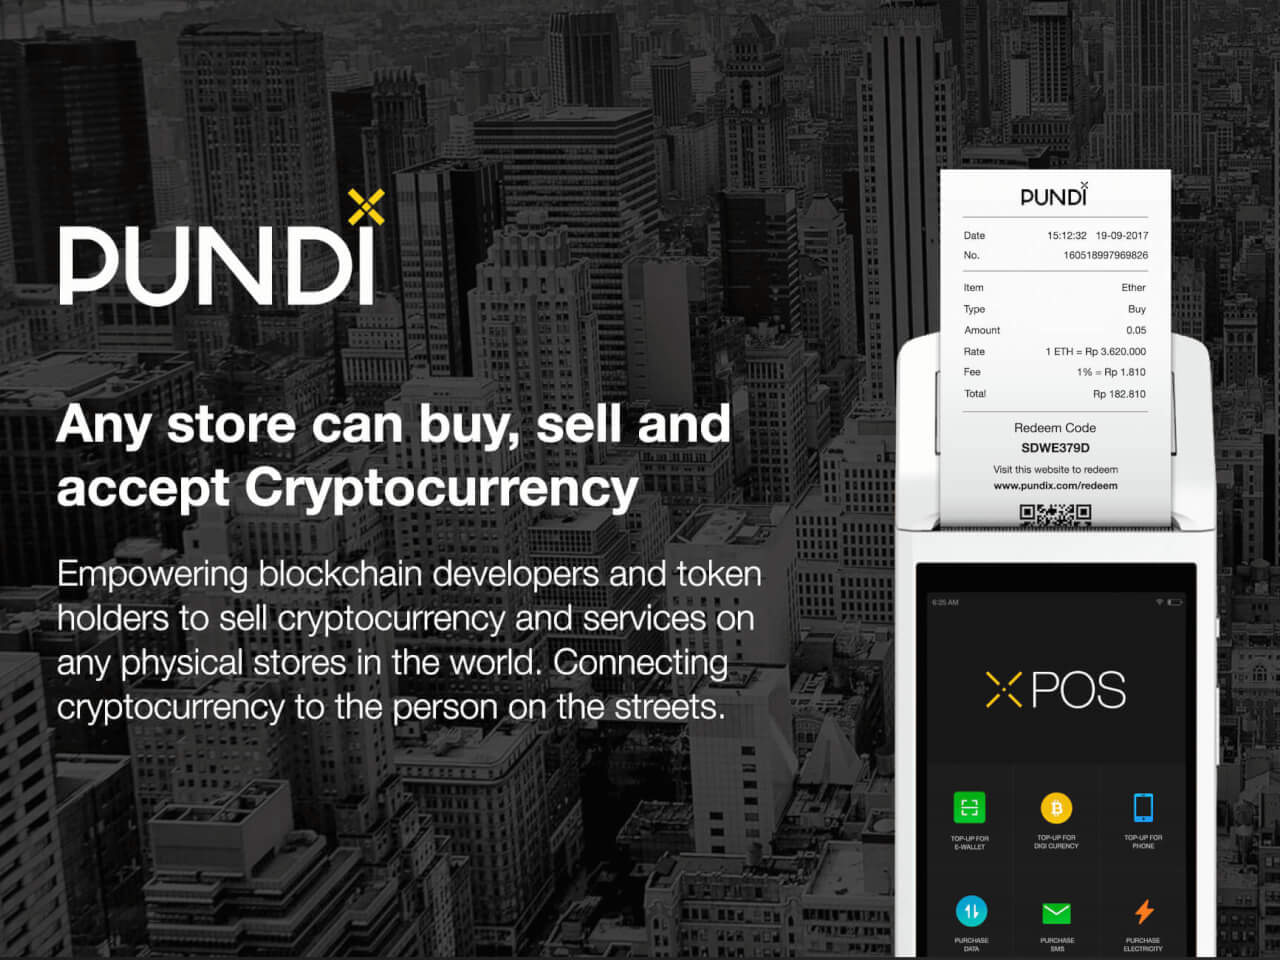 PUNDI X
Any store can buy, sell and
accept Cryptocurrency
Empowering blockchain developers and token
holders to sell cryptocurrency and services on
any physical stores in the world. Connecting
cryptocurrency to the person on the streets.
PUNDI X
Date 15:12:32 19-09-2017
No. 160518997969826
Item Ether
Type Buy
Amount 0.05
Rate 1 ETH = Rp 3.620.000
Fee 1% = Rp 1.810
Total Rp 182.810
Redeem Code
SDWE379D
Visit this website to redeem
www.pundix.com/redeem
6:25 AM
X POS
TOP-UP FOR
E-WALLET
TOP-UP FOR
DIGI CURENCY
TOP-UP FOR
PHONE
PURCHASE
DATA
PURCHASE
SMS
PURCHASE
ELECTRICITY